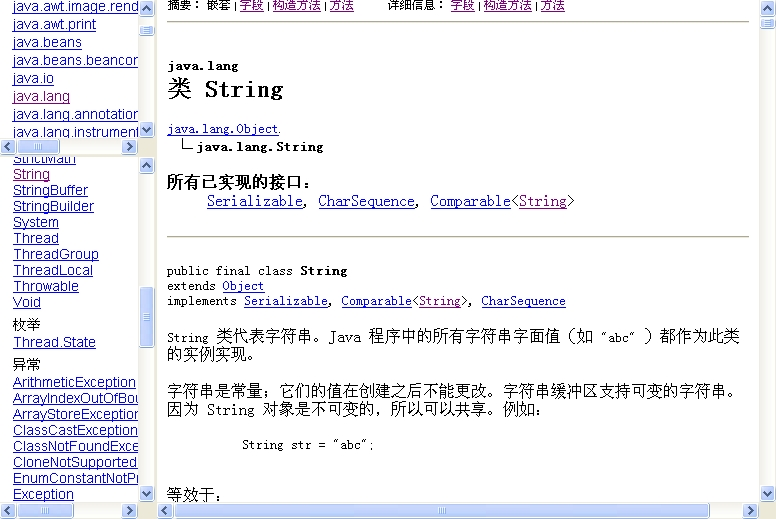 java.awt.image.rend
java.awt.print
java.beans
java.beans.beancor
java.io
java.lang
java.lang.annotation
java.lang.instrument
StrictMath
String
StringBuffer
StringBuilder
System
Thread
ThreadGroup
ThreadLocal
Throwable
Void
枚举
Thread.State
异常
ArithmeticException
ArrayIndexOutOfBou
ArrayStoreException
ClassCastException
ClassNotFoundExce
CloneNotSupported
EnumConstantNotPr
Exception
摘要： 嵌套 | 字段 | 构造方法 | 方法 详细信息： 字段 | 构造方法 | 方法
java.lang
类 String
java.lang.Object
java.lang.String
所有已实现的接口：
Serializable, CharSequence, Comparable<String>
public final class String
extends Object
implements Serializable, Comparable<String>, CharSequence
String 类代表字符串。Java 程序中的所有字符串字面值（如 "abc" ）都作为此类
的实例实现。
字符串是常量；它们的值在创建之后不能更改。字符串缓冲区支持可变的字符串。
因为 String 对象是不可变的，所以可以共享。例如：
String str = "abc";
等效于：